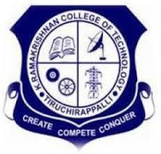 K.RAMAKRISHNAN COLLEGE OF TECHNOLOGY
TIRUCHIRAPPALLI
CREATE COMPETE CONQUER